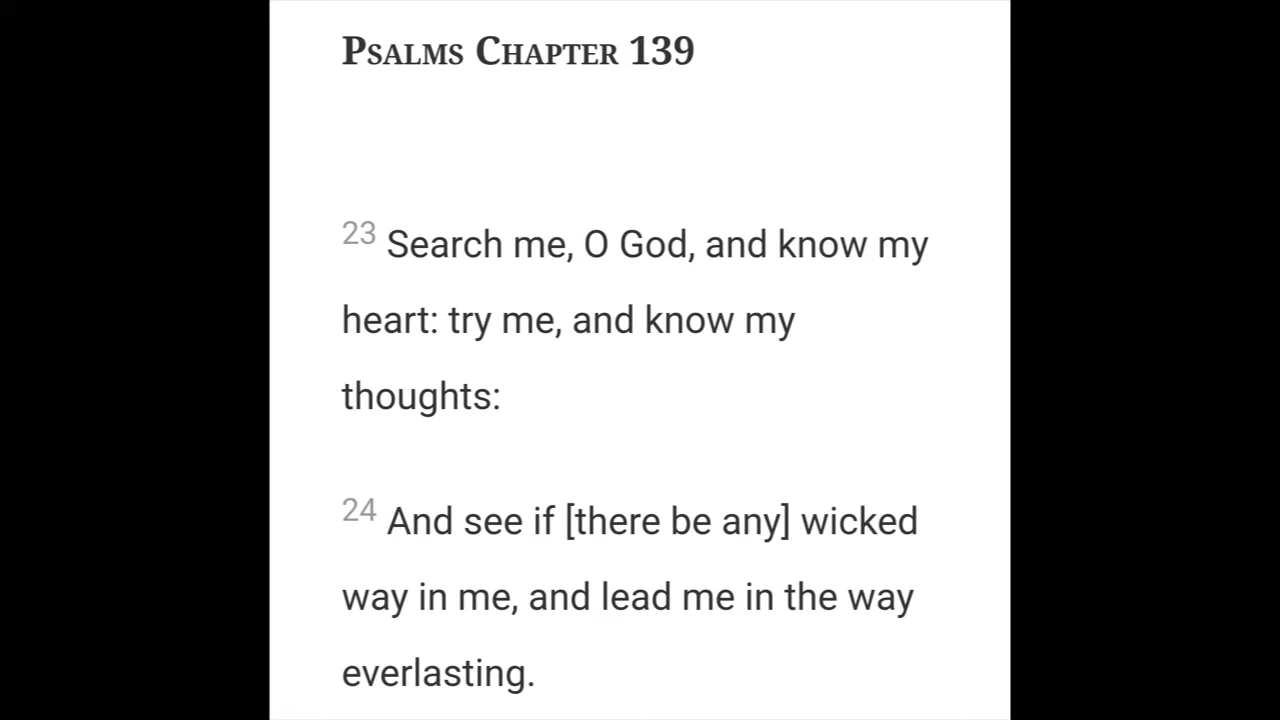 Psalms Chapter 139
23 Search me, O God, and know my
heart: try me, and know my
thoughts:
24 And see if [there be any] wicked
way in me, and lead me in the way
everlasting.